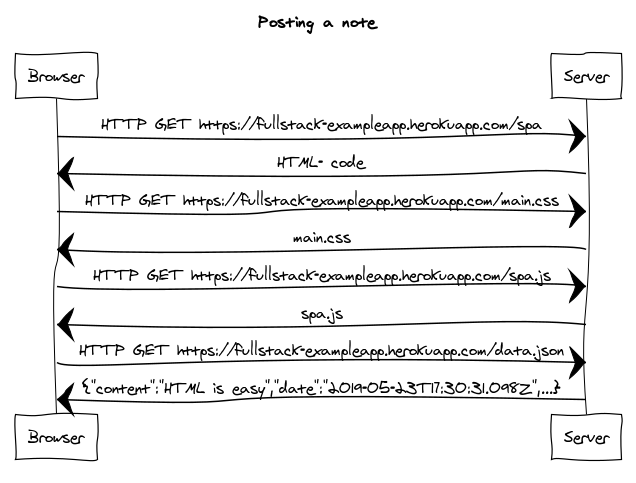 Posting a note
Browser Server
HTTP GET https://fullstack-exampleapp.herokuapp.com/spa
HTML- code
HTTP GET https://fullstack-exampleapp.herokuapp.com/main.css
main.css
HTTP GET https://fullstack-exampleapp.herokuapp.com/spa.js
spa.js
HTTP GET https://fullstack-exampleapp.herokuapp.com/data.json
{"content":"HTML is easy","date":"2019-05-23T17:30:31.098Z",...}
Browser Server